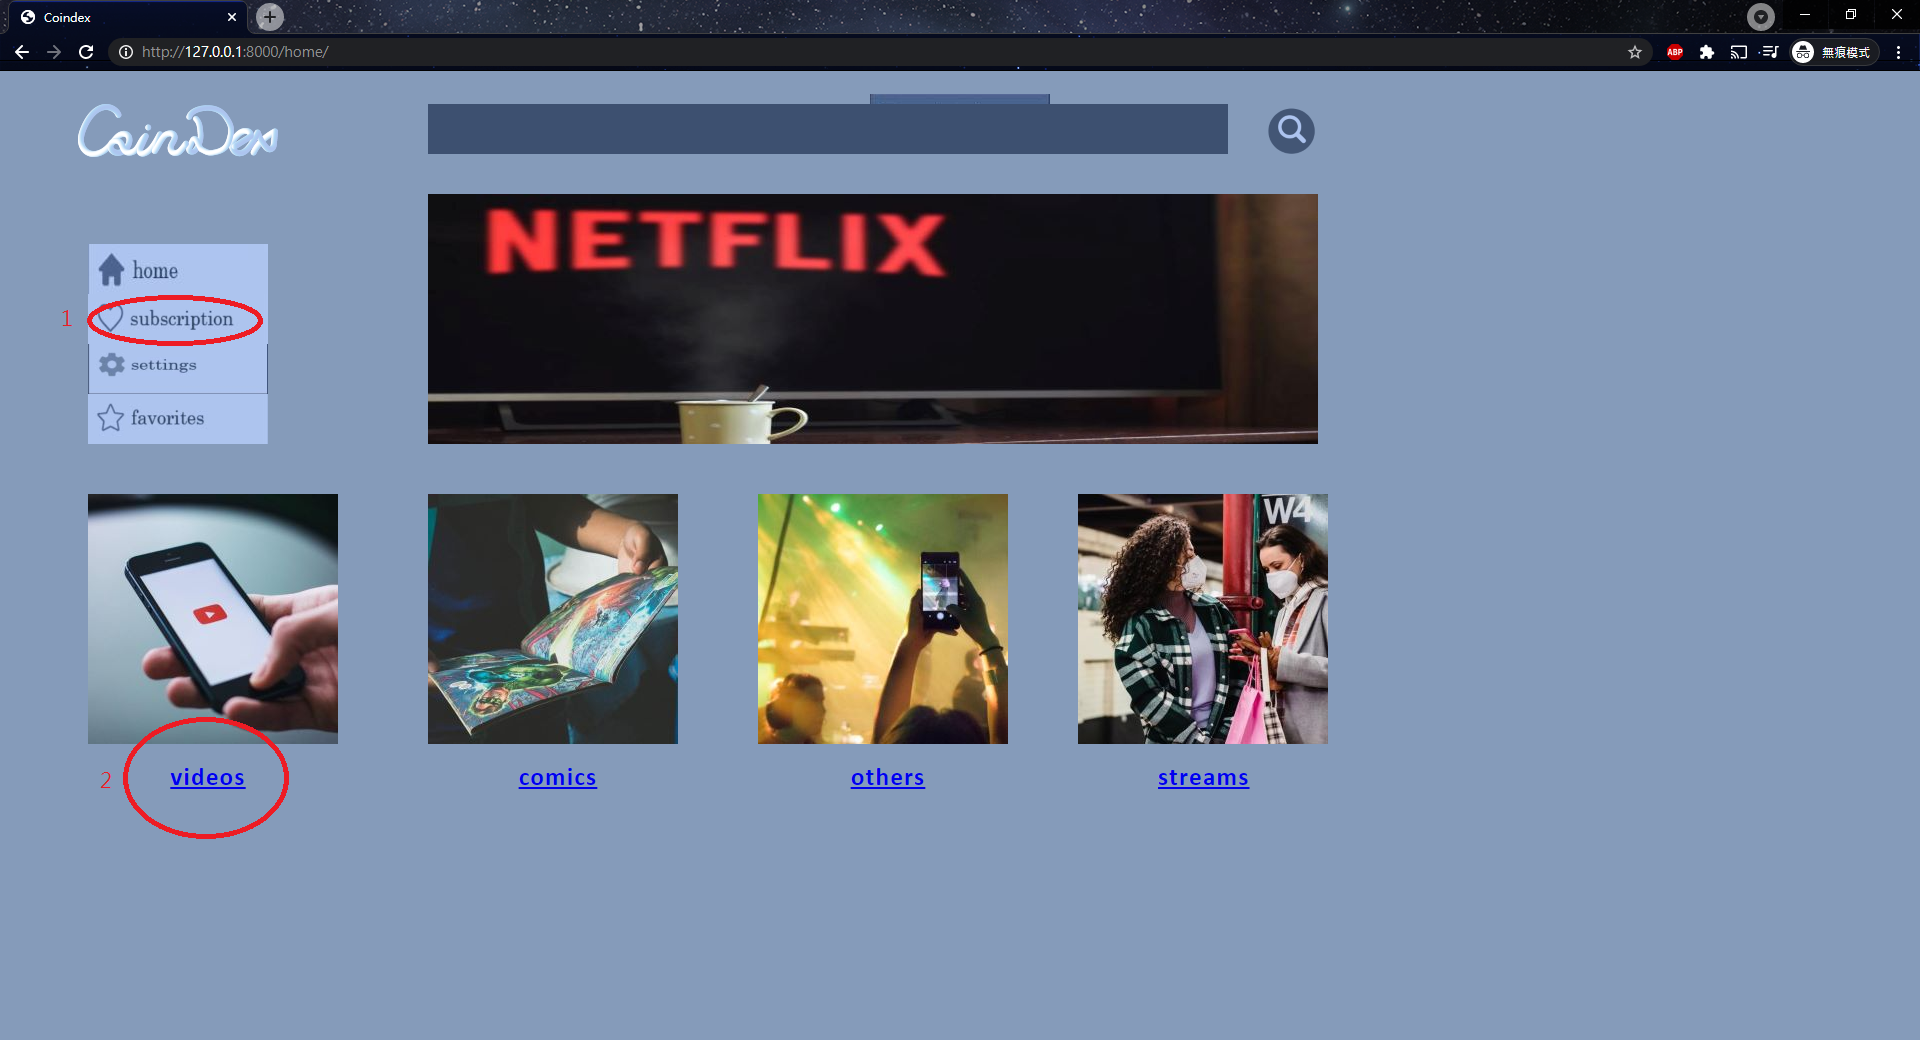 Coindex
http://127.0.0.1:8000/home/
ABP
無痕模式
CoinDex
NETFLIX
home
1
subscription
settings
favorites
W4
2
videos
comics
others
streams